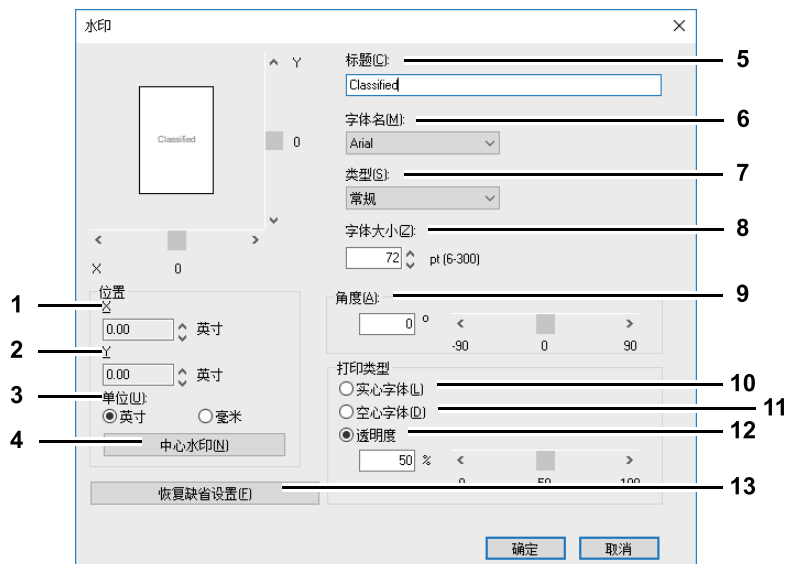 水印
Y
Classified
0
X 0
1
位置
X
0.00 英寸
2
Y
0.00 英寸
3
单位(U):
英寸 毫米
4
中心水印(N)
恢复缺省设置(F)
标题(C):
5
Classified
字体名(M):
6
Arial
类型(S):
7
常规
字体大小(Z):
8
72 pt (6-300)
角度(A):
9
0 °
-90 0 90
打印类型
实心字体(L)
10
空心字体(D)
11
透明度
12
50 %
0 50 100
13
确定 取消